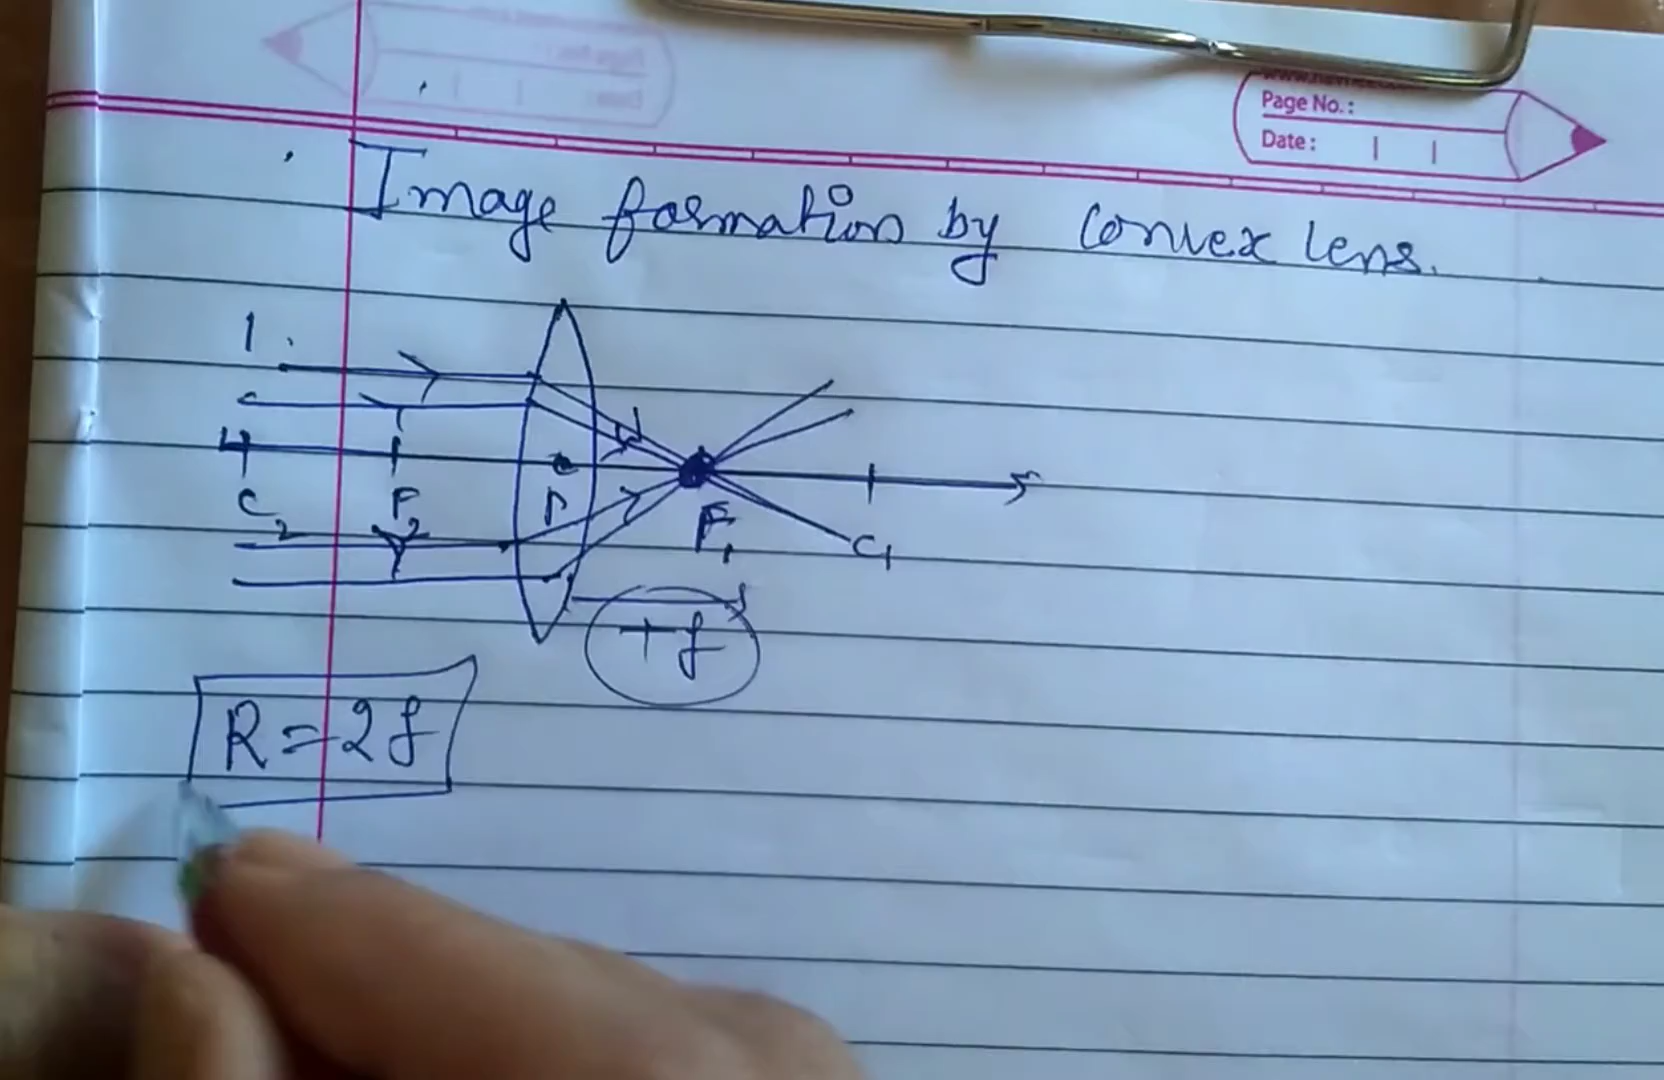 Page No. :
Date :
Image formation by Convex lens.
1.
C2 F2 P F1 C1
+f
R = 2f